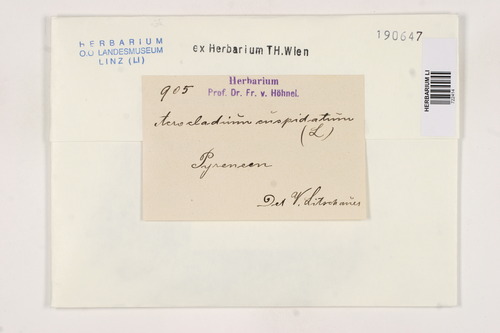 HERBARIUM
O.Ö. LANDESMUSEUM
LINZ (LI)
ex Herbarium TH.Wien
190647
HERBARIUM LI
905
Herbarium
Prof. Dr. Fr. v. Höhnel.
Acrocladium cuspidatum
(L.)
Pyreneen
Det V. Litschauer